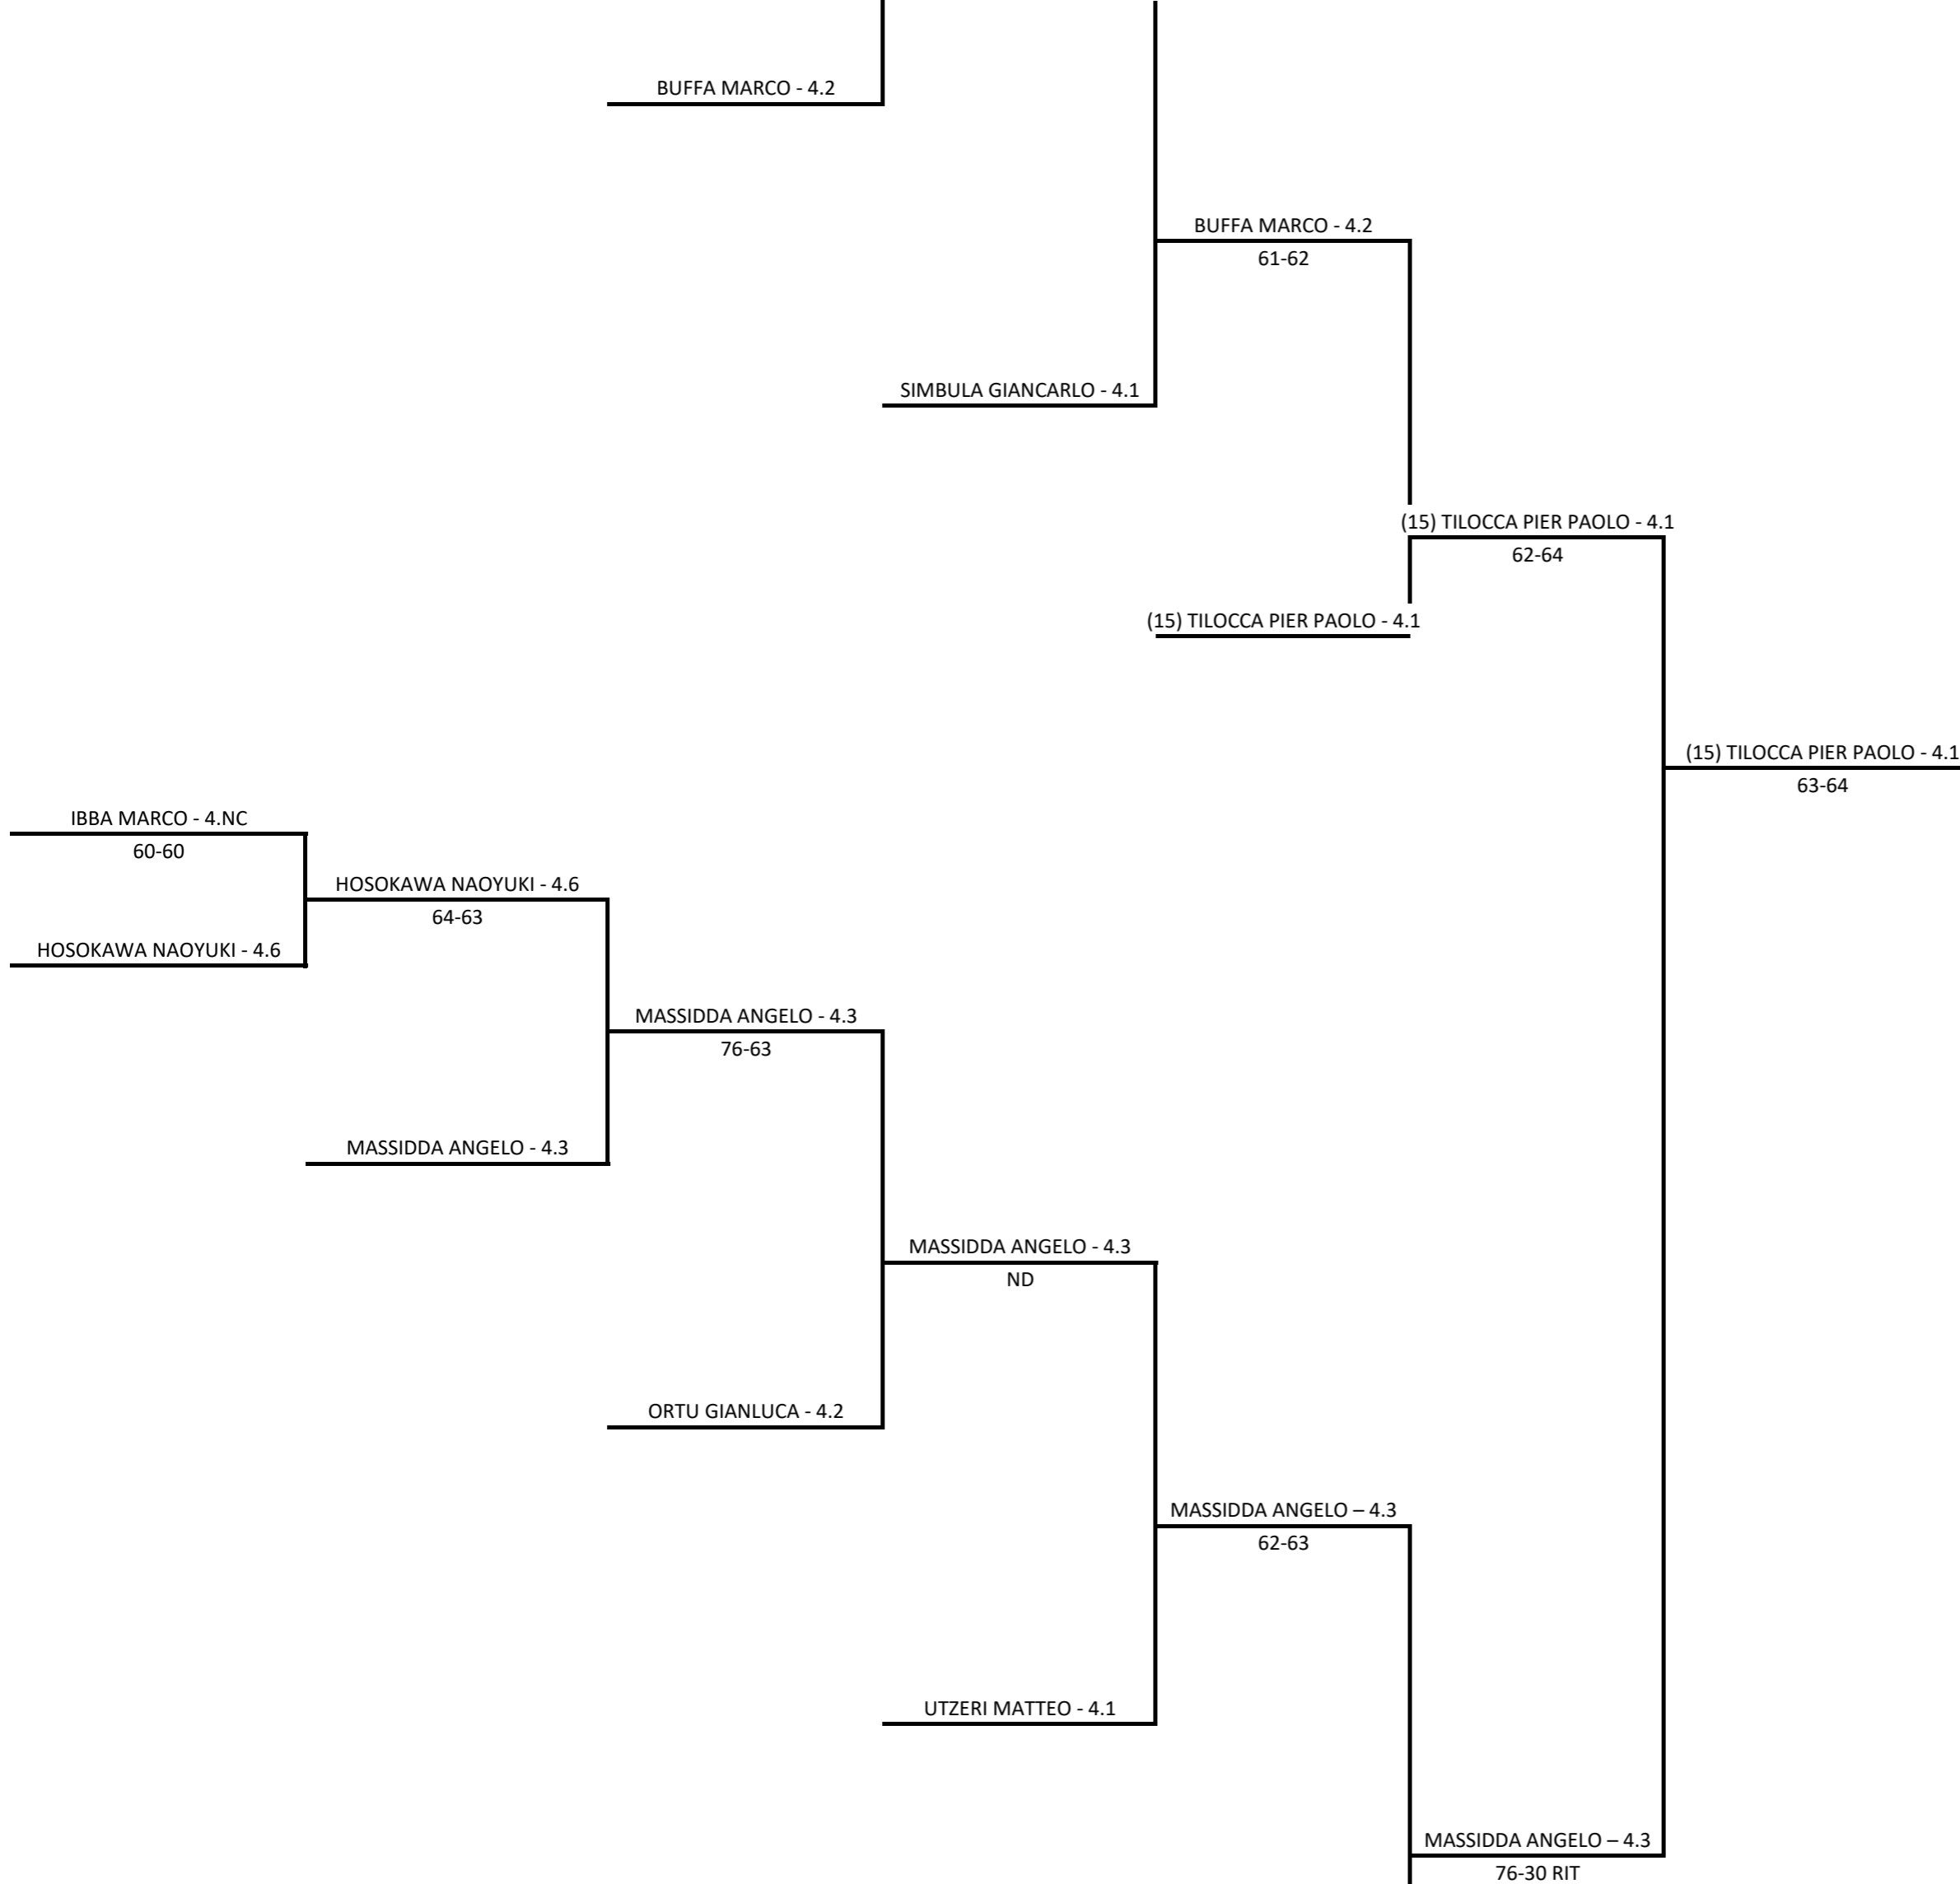 BUFFA MARCO - 4.2
BUFFA MARCO - 4.2
61-62
SIMBULA GIANCARLO - 4.1
(15) TILOCCA PIER PAOLO - 4.1
62-64
(15) TILOCCA PIER PAOLO - 4.1
(15) TILOCCA PIER PAOLO - 4.1
63-64
IBBA MARCO - 4.NC
60-60
HOSOKAWA NAOYUKI - 4.6
64-63
HOSOKAWA NAOYUKI - 4.6
MASSIDDA ANGELO - 4.3
76-63
MASSIDDA ANGELO - 4.3
MASSIDDA ANGELO - 4.3
ND
ORTU GIANLUCA - 4.2
MASSIDDA ANGELO – 4.3
62-63
UTZERI MATTEO - 4.1
MASSIDDA ANGELO – 4.3
76-30 RIT